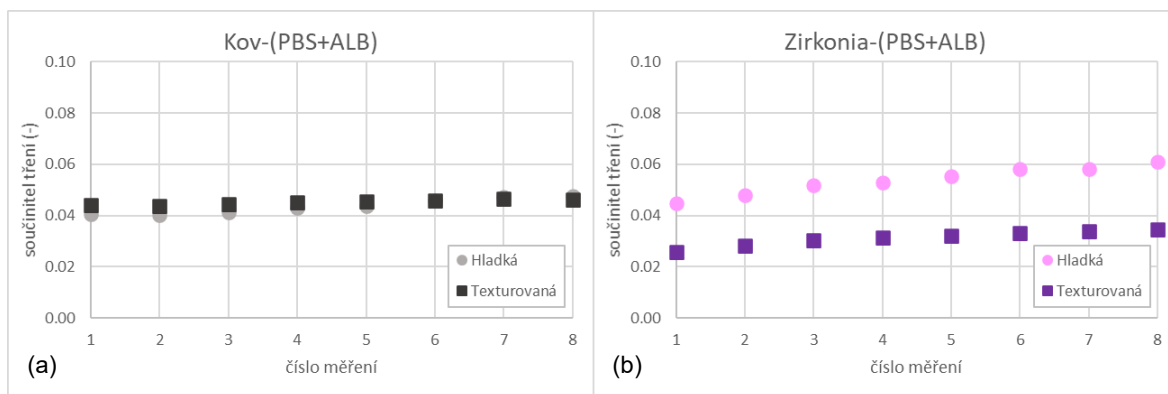 Kov-(PBS+ALB)
0.10
0.08
0.06
0.04
0.02
0.00
součinitel tření (-)
Hladká
Texturovaná
1 2 3 4 5 6 7 8
číslo měření
(a)
Zirkonia-(PBS+ALB)
0.10
0.08
0.06
0.04
0.02
0.00
součinitel tření (-)
Hladká
Texturovaná
1 2 3 4 5 6 7 8
číslo měření
(b)